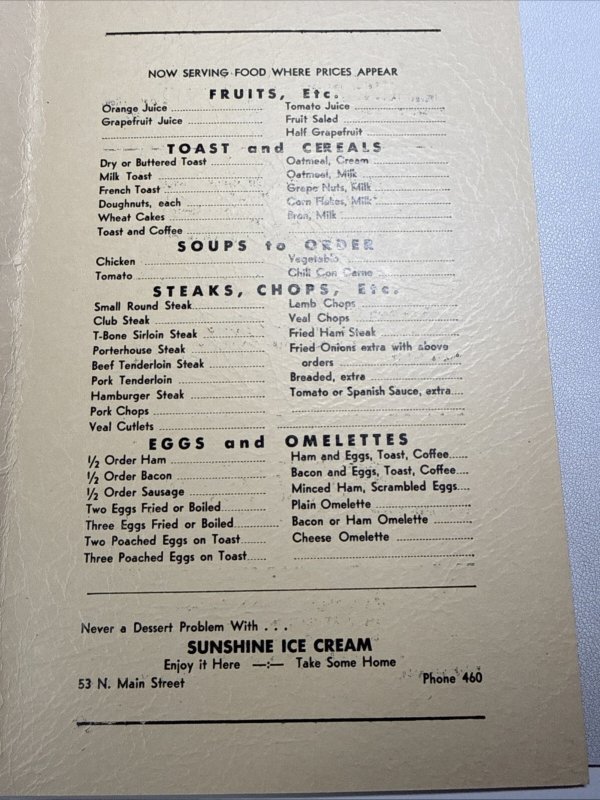 NOW SERVING FOOD WHERE PRICES APPEAR
FRUITS, Etc.
Orange Juice
Grapefruit Juice
Tomato Juice
Fruit Salad
Half Grapefruit
TOAST and CEREALS
Dry or Buttered Toast
Milk Toast
French Toast
Doughnuts, each
Wheat Cakes
Toast and Coffee
Oatmeal, Cream
Oatmeal, Milk
Grape Nuts, Milk
Corn Flakes, Milk
Bran, Milk
SOUPS to ORDER
Chicken
Tomato
Vegetable
Chili Con Carne
STEAKS, CHOPS, Etc.
Small Round Steak
Club Steak
T-Bone Sirloin Steak
Porterhouse Steak
Beef Tenderloin Steak
Pork Tenderloin
Hamburger Steak
Pork Chops
Veal Cutlets
Lamb Chops
Veal Chops
Fried Ham Steak
Fried Onions extra with above
orders
Breaded, extra
Tomato or Spanish Sauce, extra
EGGS and OMELETTES
½ Order Ham
½ Order Bacon
½ Order Sausage
Two Eggs Fried or Boiled
Three Eggs Fried or Boiled
Two Poached Eggs on Toast
Three Poached Eggs on Toast
Ham and Eggs, Toast, Coffee
Bacon and Eggs, Toast, Coffee
Minced Ham, Scrambled Eggs
Plain Omelette
Bacon or Ham Omelette
Cheese Omelette
Never a Dessert Problem With . . .
SUNSHINE ICE CREAM
Enjoy it Here —:— Take Some Home
53 N. Main Street
Phone 460